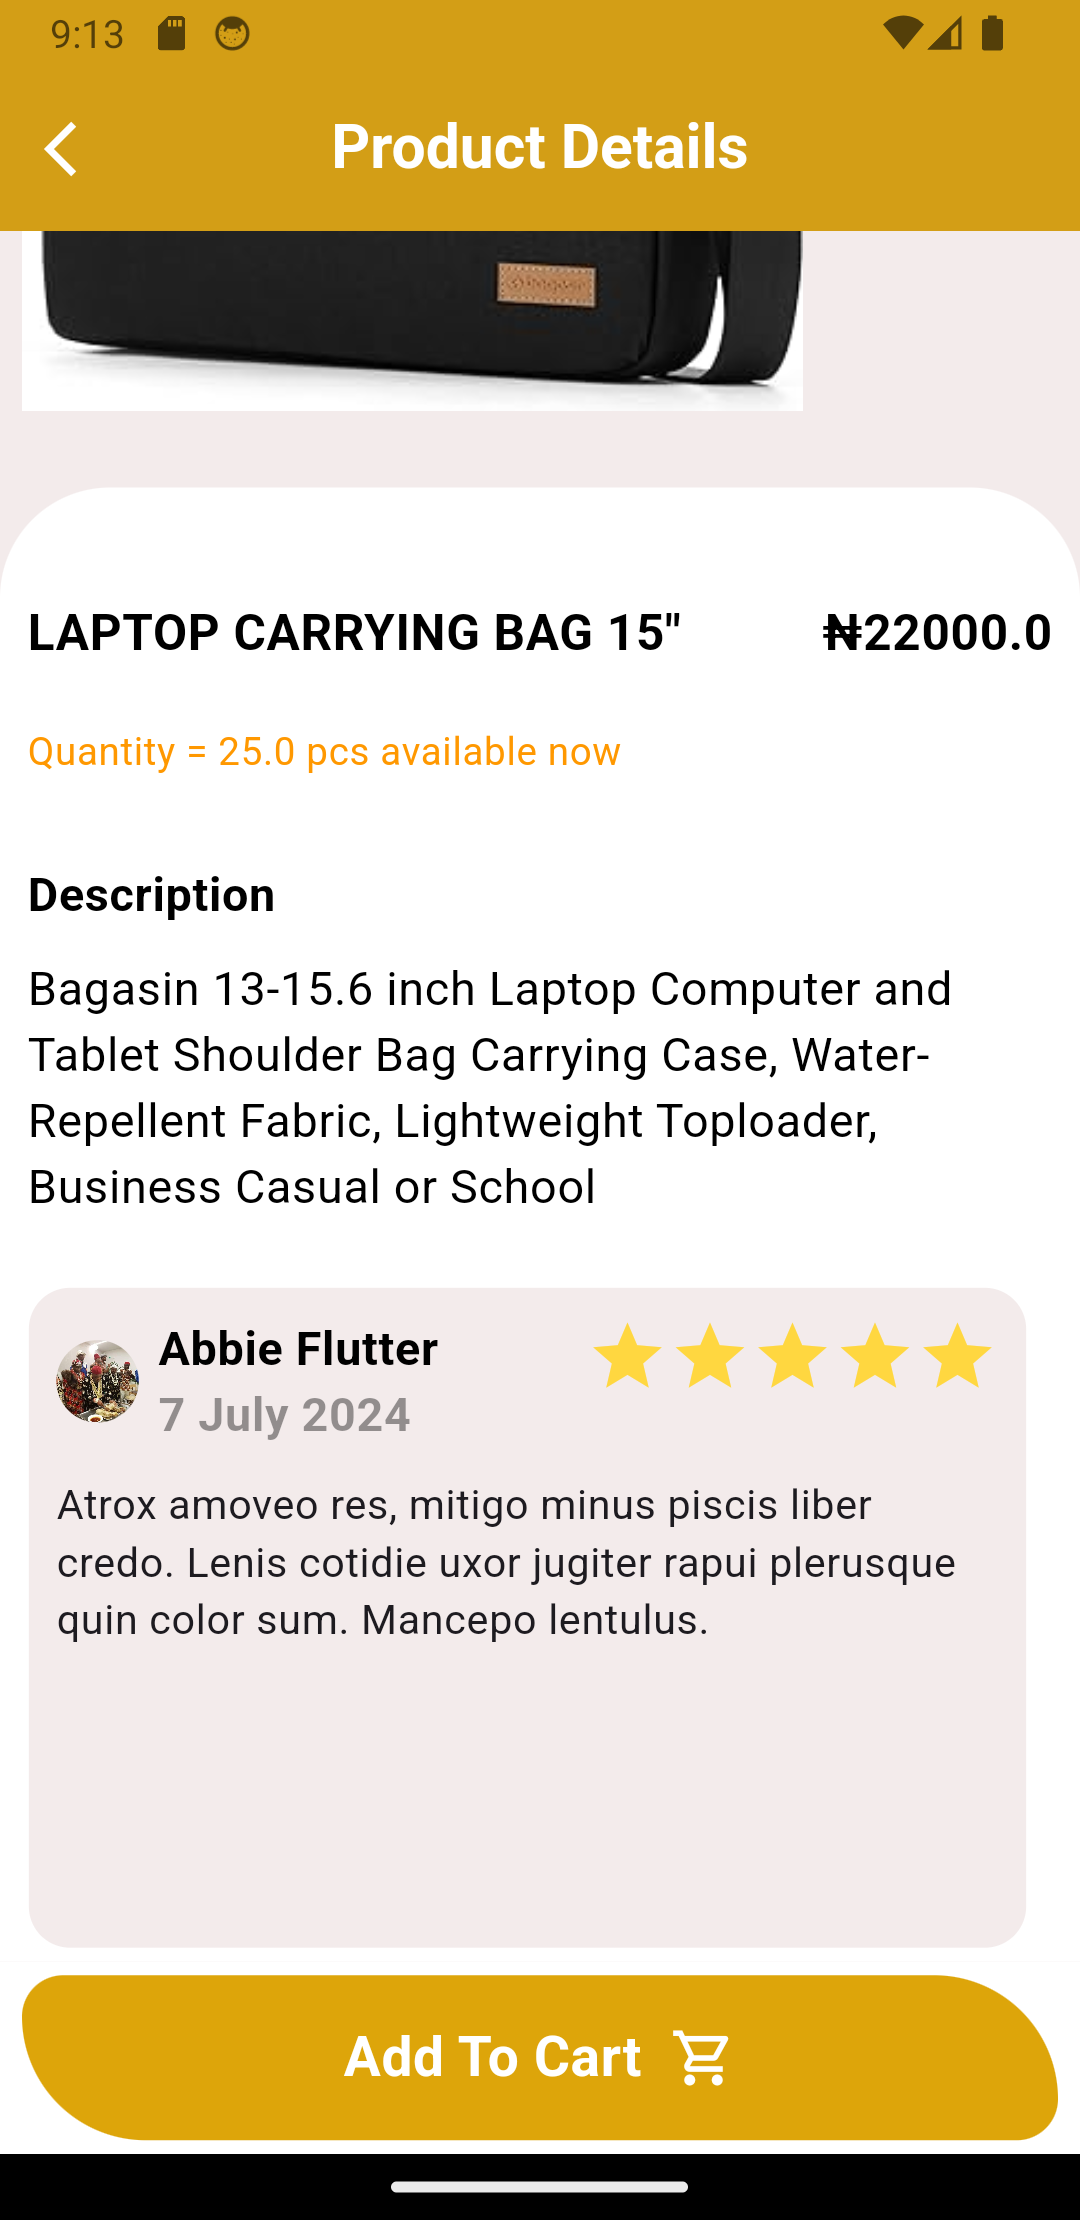 9:13
Product Details
LAPTOP CARRYING BAG 15" ₦22000.0
Quantity = 25.0 pcs available now
Description
Bagasin 13-15.6 inch Laptop Computer and
Tablet Shoulder Bag Carrying Case, Water-
Repellent Fabric, Lightweight Toploader,
Business Casual or School
Abbie Flutter
7 July 2024
Atrox amoveo res, mitigo minus piscis liber
credo. Lenis cotidie uxor jugiter rapui plerusque
quin color sum. Mancepo lentulus.
Add To Cart